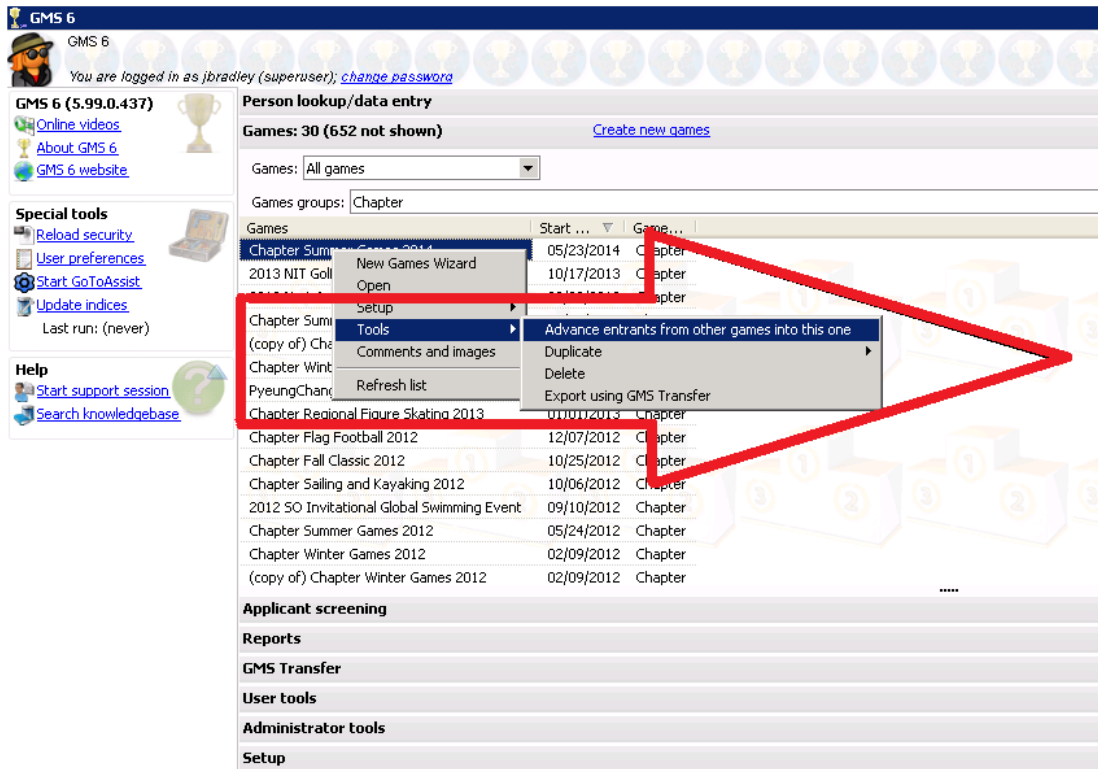 GMS 6
GMS 6
You are logged in as jbradley (superuser); change password
GMS 6 (5.99.0.437)
Online videos
About GMS 6
GMS 6 website
Special tools
Reload security
User preferences
Start GoToAssist
Update indices
Last run: (never)
Help
Start support session
Search knowledgebase
Person lookup/data entry
Games: 30 (652 not shown) Create new games
Games: All games
Games groups: Chapter
Games Start ... Game...
Chapter Summer Games 2014 05/23/2014 Chapter
2013 NIT Golf 10/17/2013 Chapter
Chapter
Chapter Summ
(copy of) Cha
Chapter Wint
PyeungChang
Chapter Regional Figure Skating 2013 01/01/2013 Chapter
Chapter Flag Football 2012 12/07/2012 Chapter
Chapter Fall Classic 2012 10/25/2012 Chapter
Chapter Sailing and Kayaking 2012 10/06/2012 Chapter
2012 SO Invitational Global Swimming Event 09/10/2012 Chapter
Chapter Summer Games 2012 05/24/2012 Chapter
Chapter Winter Games 2012 02/09/2012 Chapter
(copy of) Chapter Winter Games 2012 02/09/2012 Chapter
New Games Wizard
Open
Setup
Tools
Comments and images
Refresh list
Advance entrants from other games into this one
Duplicate
Delete
Export using GMS Transfer
Applicant screening
Reports
GMS Transfer
User tools
Administrator tools
Setup